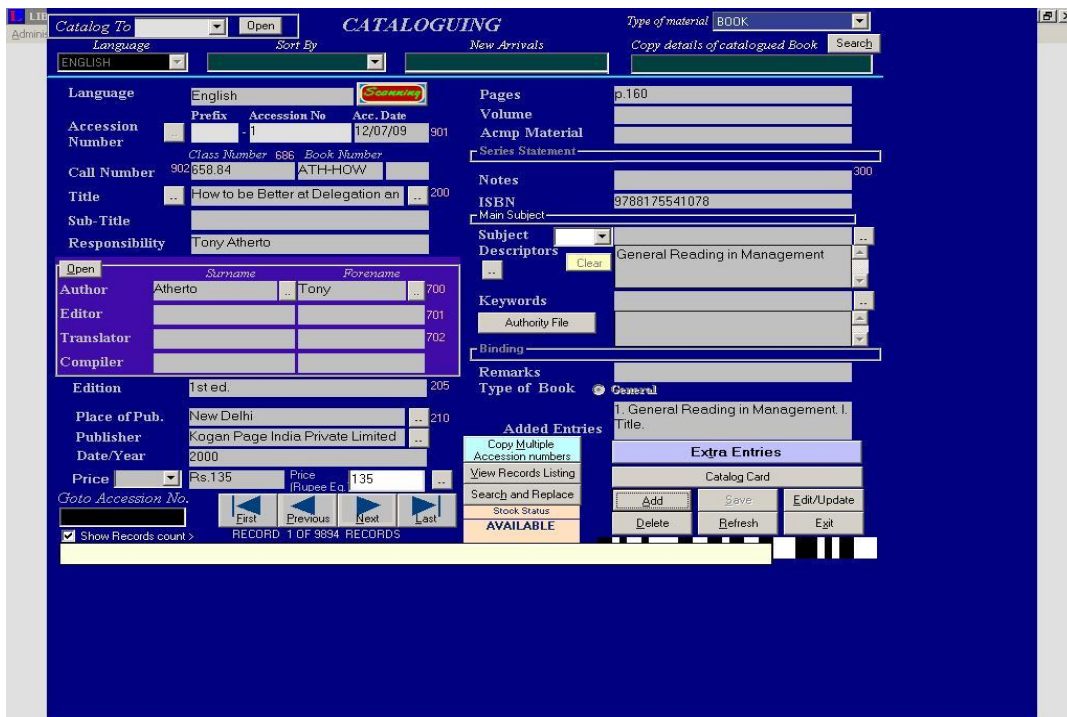 LIB
Adminis
Catalog To Open CATALOGUING Type of material BOOK
Language Sort By New Arrivals Copy details of catalogued Book Search
ENGLISH
Language English Scanning
Prefix Accession No Acc. Date
Accession Number .. - 1 12/07/09 901
Class Number 686 Book Number
Call Number 902 658.84 ATH-HOW
Title .. How to be Better at Delegation an .. 200
Sub-Title
Responsibility Tony Atherto
Open Surname Forename
Author Atherto .. Tony .. 700
Editor 701
Translator 702
Compiler
Edition 1st ed. 205
Place of Pub. New Delhi .. 210
Publisher Kogan Page India Private Limited ..
Date/Year 2000
Price Rs.135 Price (Rupee Eq. 135 ..
Goto Accession No.
First Previous Next Last
Show Records count > RECORD 1 OF 9894 RECORDS
Pages p.160
Volume
Acmp Material
Series Statement
300
Notes
ISBN 9788175541078
Main Subject
Subject ..
Descriptors .. Clear General Reading in Management
Keywords ..
Authority File
Binding
Remarks
Type of Book General
Added Entries 1. General Reading in Management. I.
Title.
Copy Multiple
Accession numbers
Extra Entries
View Records Listing Catalog Card
Search and Replace Add Save Edit/Update
Stock Status
AVAILABLE Delete Refresh Exit